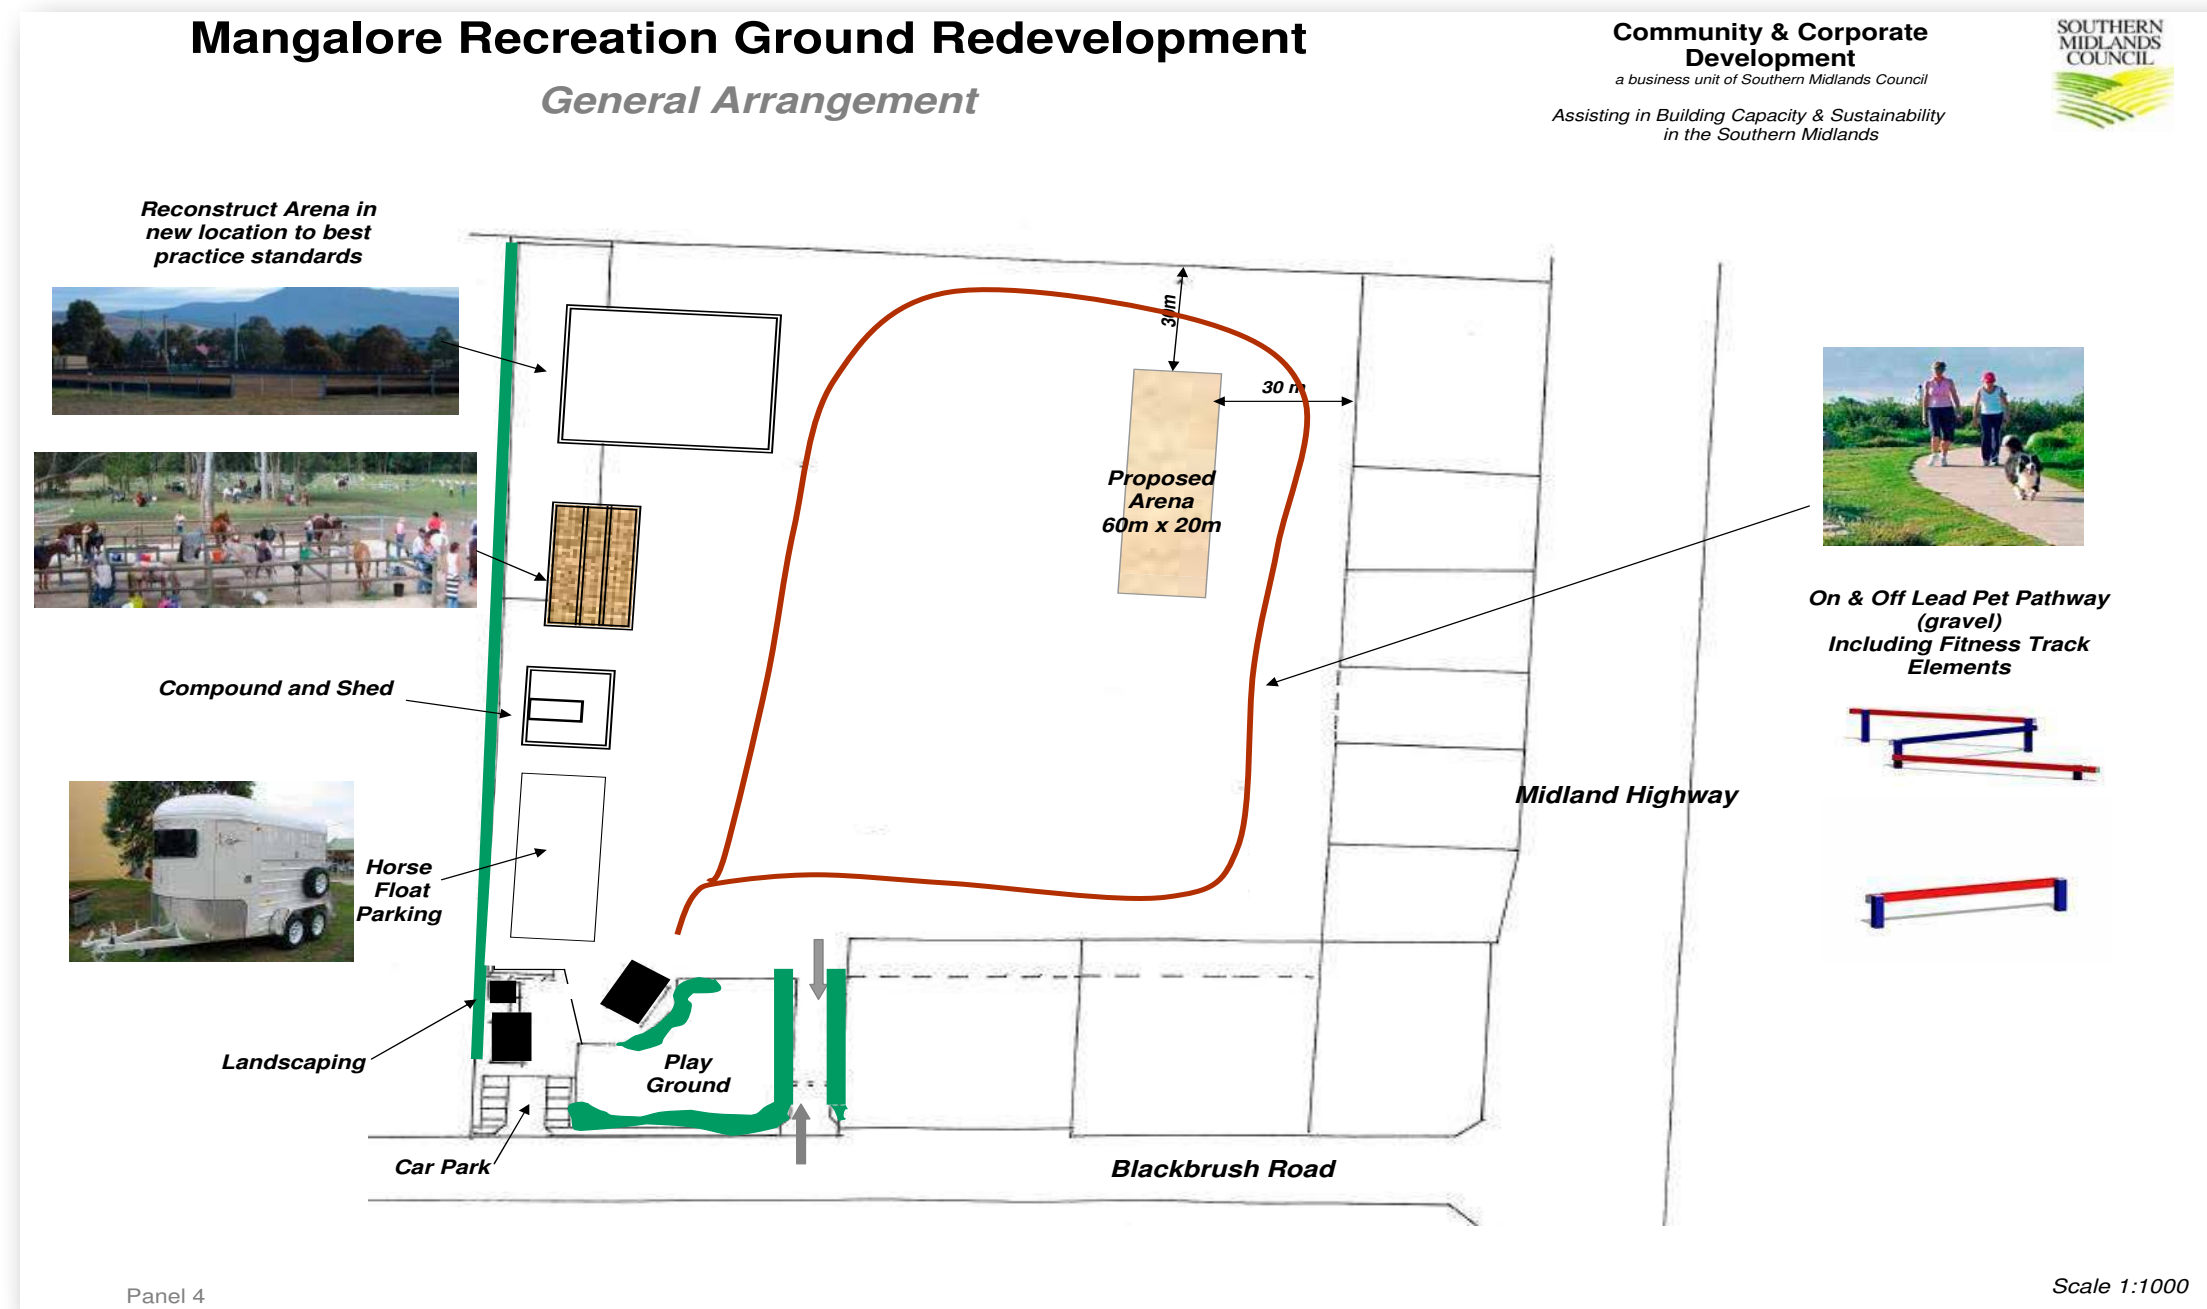 Mangalore Recreation Ground Redevelopment
General Arrangement
Community & Corporate
Development
a business unit of Southern Midlands Council
Assisting in Building Capacity & Sustainability
in the Southern Midlands
SOUTHERN
MIDLANDS
COUNCIL
Reconstruct Arena in
new location to best
practice standards
30m
30 m
Proposed
Arena
60m x 20m
On & Off Lead Pet Pathway
(gravel)
Including Fitness Track
Elements
Compound and Shed
Midland Highway
Horse
Float
Parking
Landscaping
Play
Ground
Car Park
Blackbrush Road
Panel 4
Scale 1:1000